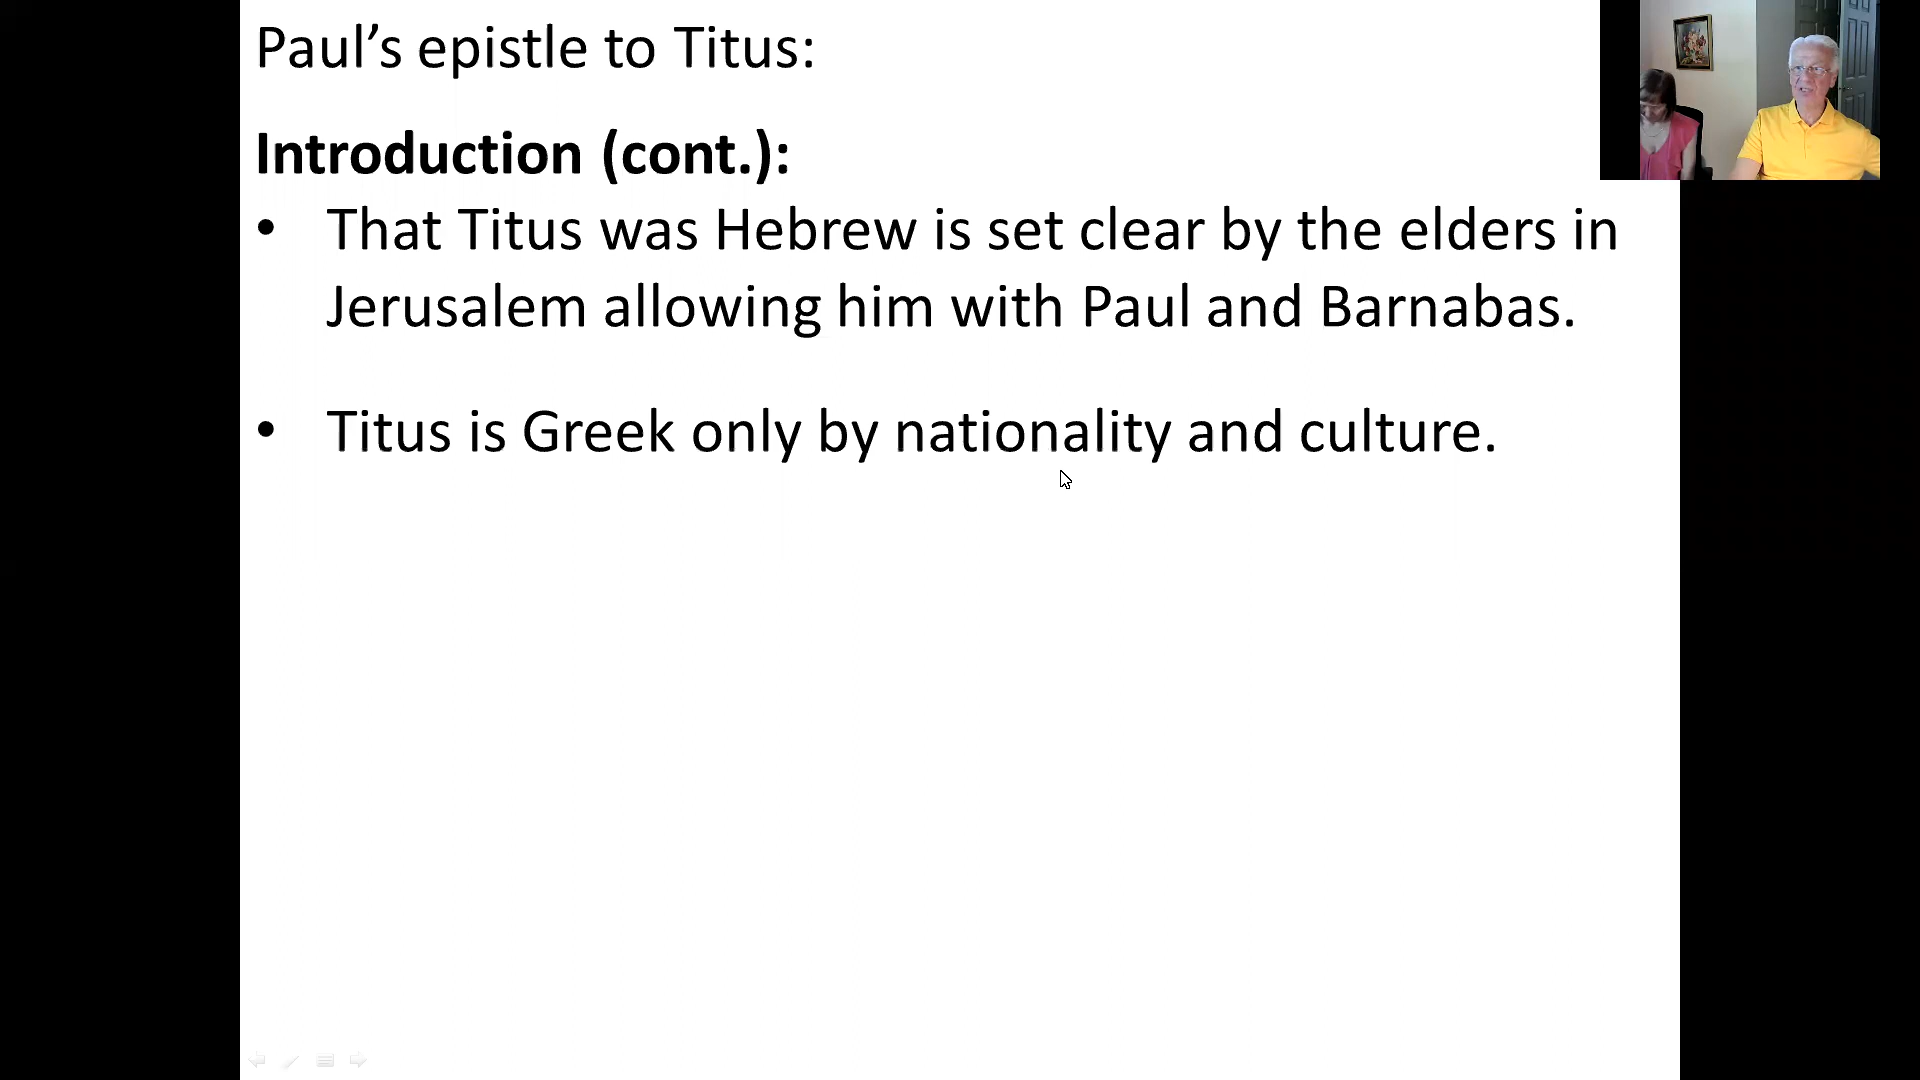 Paul’s epistle to Titus:
Introduction (cont.):
• That Titus was Hebrew is set clear by the elders in
Jerusalem allowing him with Paul and Barnabas.
• Titus is Greek only by nationality and culture.